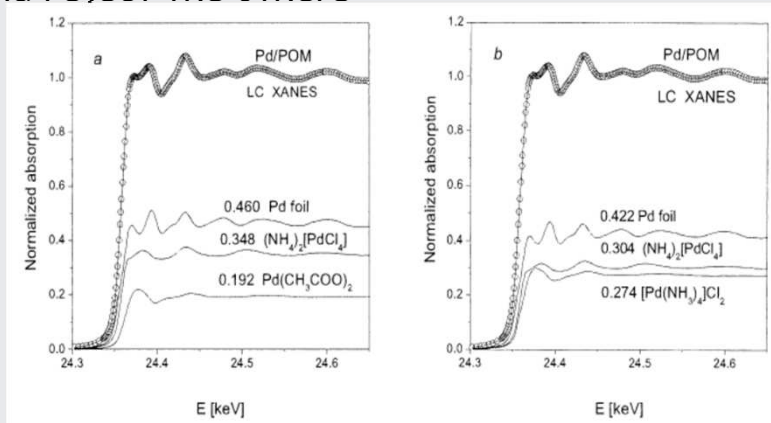 a
Pd/POM
LC XANES
0.460 Pd foil
0.348 (NH₄)₂[PdCl₄]
0.192 Pd(CH₃COO)₂
Normalized absorption
1.2
1.0
0.8
0.6
0.4
0.2
0.0
24.3 24.4 24.5 24.6
E [keV]
b
Pd/POM
LC XANES
0.422 Pd foil
0.304 (NH₄)₂[PdCl₄]
0.274 [Pd(NH₃)₄]Cl₂
Normalized absorption
1.2
1.0
0.8
0.6
0.4
0.2
0.0
24.3 24.4 24.5 24.6
E [keV]